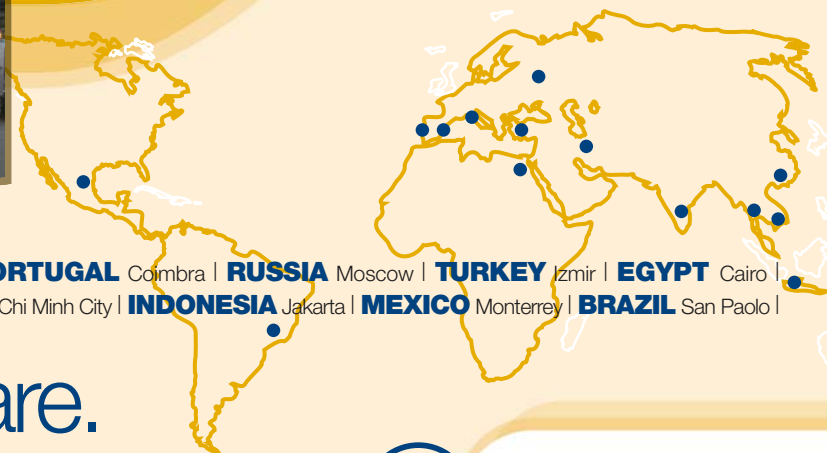 ORTUGAL Coimbra | RUSSIA Moscow | TURKEY Izmir | EGYPT Cairo |
Chi Minh City | INDONESIA Jakarta | MEXICO Monterrey | BRAZIL San Paolo |
are.